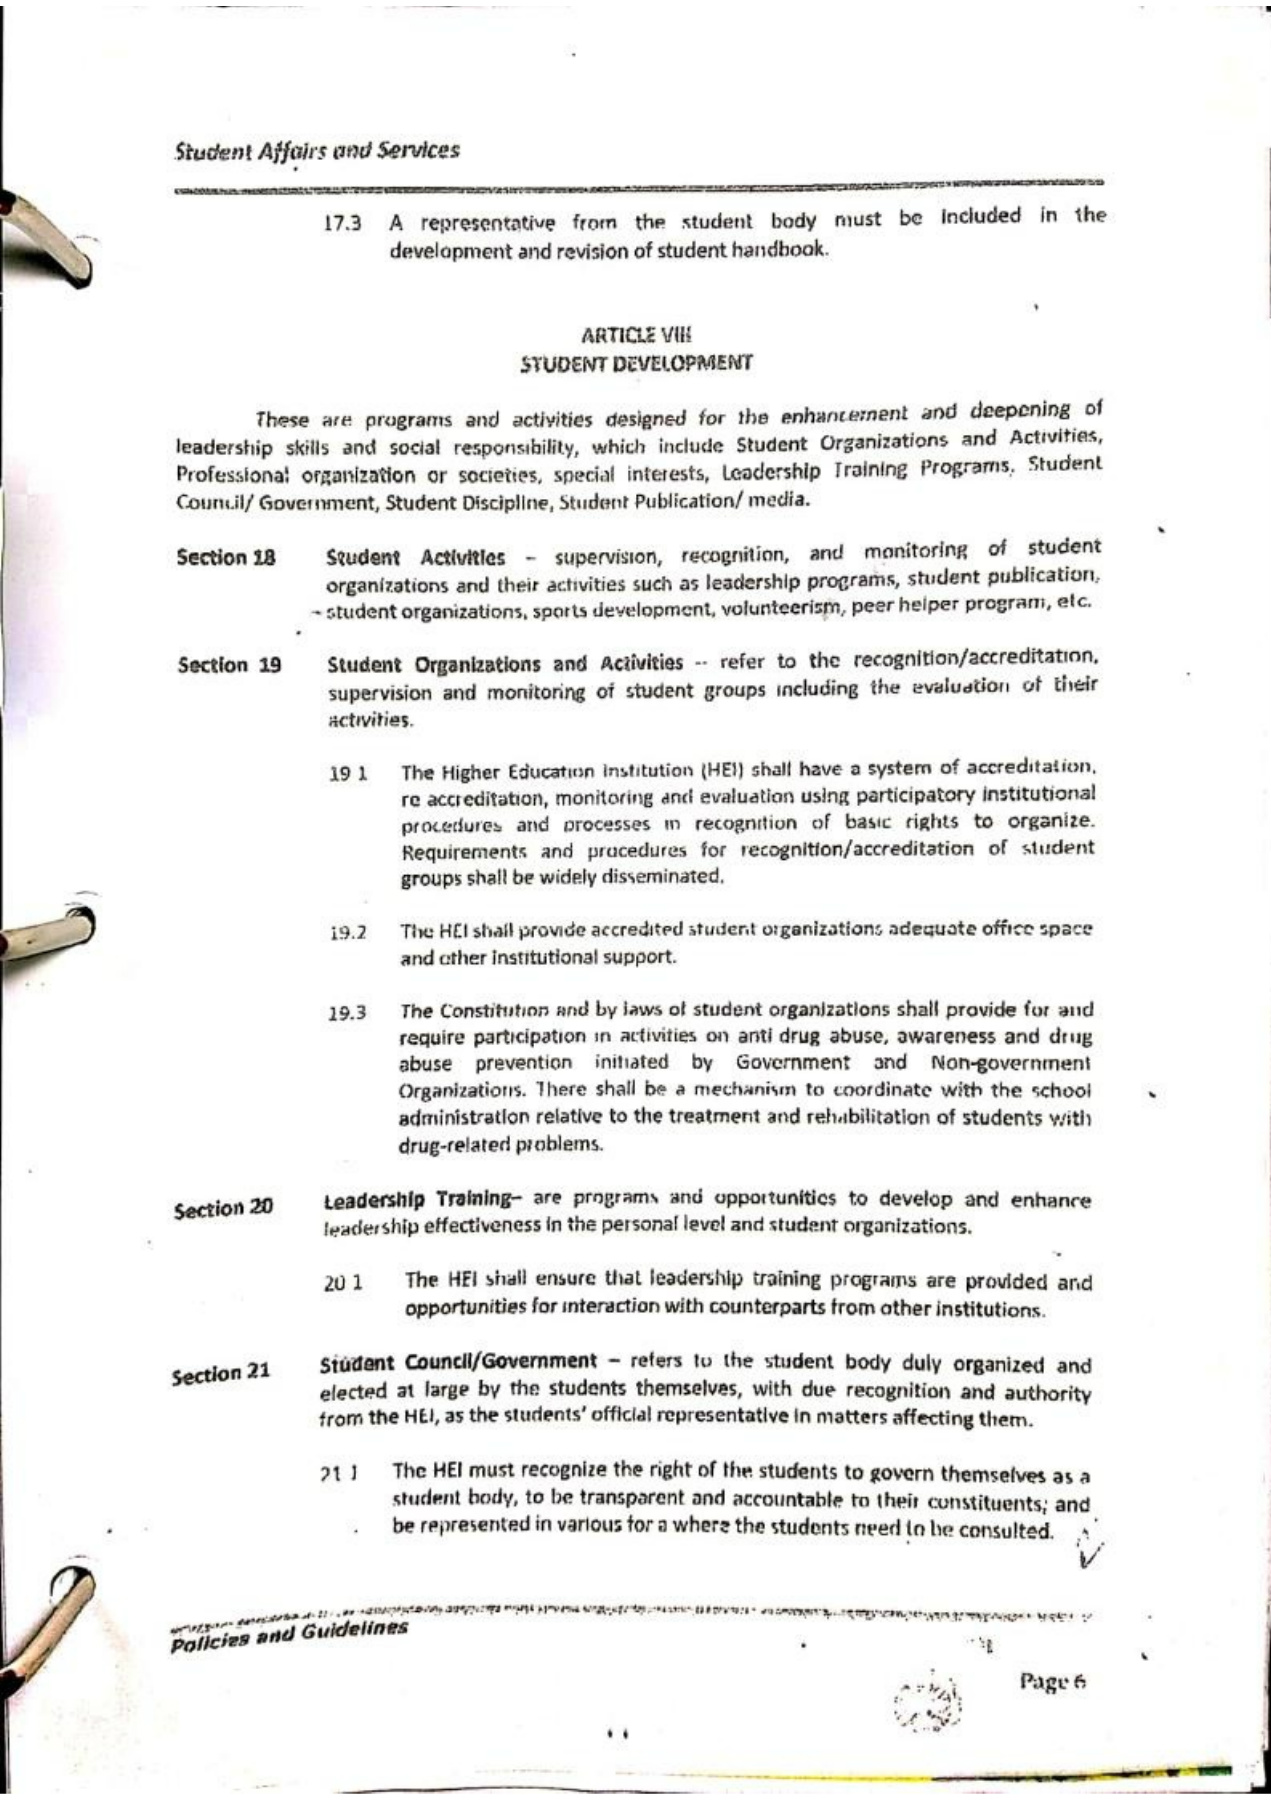 Student Affairs and Services
17.3 A representative from the student body must be included in the
development and revision of student handbook.
ARTICLE VIII
STUDENT DEVELOPMENT
These are programs and activities designed for the enhancement and deepening of
leadership skills and social responsibility, which include Student Organizations and Activities,
Professional organization or societies, special interests, Leadership Training Programs, Student
Council/ Government, Student Discipline, Student Publication/ media.
Section 18 Student Activities – supervision, recognition, and monitoring of student
organizations and their activities such as leadership programs, student publication,
student organizations, sports development, volunteerism, peer helper program, etc.
Section 19 Student Organizations and Activities -- refer to the recognition/accreditation,
supervision and monitoring of student groups including the evaluation of their
activities.
19 1 The Higher Education Institution (HEI) shall have a system of accreditation,
re accreditation, monitoring and evaluation using participatory institutional
procedures and processes in recognition of basic rights to organize.
Requirements and procedures for recognition/accreditation of student
groups shall be widely disseminated.
19.2 The HEI shall provide accredited student organizations adequate office space
and other institutional support.
19.3 The Constitution and by laws of student organizations shall provide for and
require participation in activities on anti drug abuse, awareness and drug
abuse prevention initiated by Government and Non-government
Organizations. There shall be a mechanism to coordinate with the school
administration relative to the treatment and rehabilitation of students with
drug-related problems.
Section 20 Leadership Training– are programs and opportunities to develop and enhance
leadership effectiveness in the personal level and student organizations.
20 1 The HEI shall ensure that leadership training programs are provided and
opportunities for interaction with counterparts from other institutions.
Section 21 Student Council/Government – refers to the student body duly organized and
elected at large by the students themselves, with due recognition and authority
from the HEI, as the students' official representative in matters affecting them.
21 1 The HEI must recognize the right of the students to govern themselves as a
student body, to be transparent and accountable to their constituents; and
be represented in various for a where the students need to be consulted.
Policies and Guidelines
Page 6